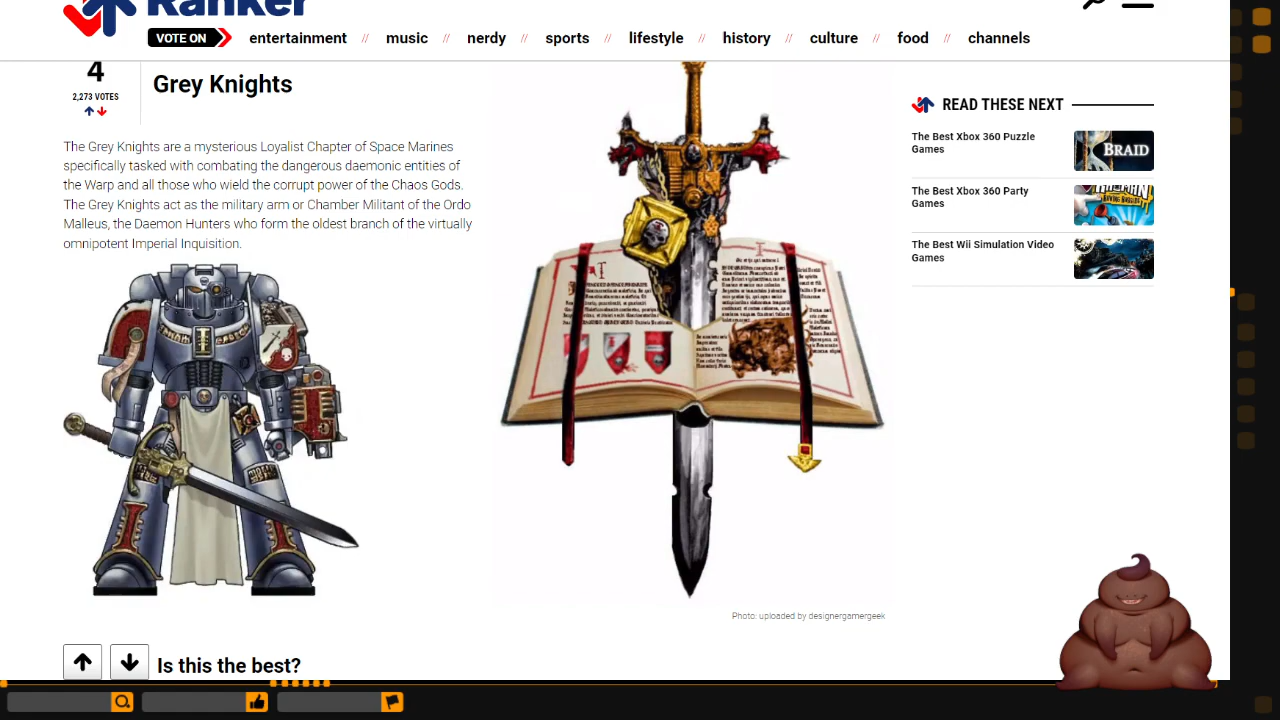 Ranker
VOTE ON
entertainment // music // nerdy // sports // lifestyle // history // culture // food // channels
4
2,273 VOTES
Grey Knights
The Grey Knights are a mysterious Loyalist Chapter of Space Marines
specifically tasked with combating the dangerous daemonic entities of
the Warp and all those who wield the corrupt power of the Chaos Gods.
The Grey Knights act as the military arm or Chamber Militant of the Ordo
Malleus, the Daemon Hunters who form the oldest branch of the virtually
omnipotent Imperial Inquisition.
Photo: uploaded by designergamergeek
Is this the best?
READ THESE NEXT
The Best Xbox 360 Puzzle
Games
BRAID
The Best Xbox 360 Party
Games
The Best Wii Simulation Video
Games